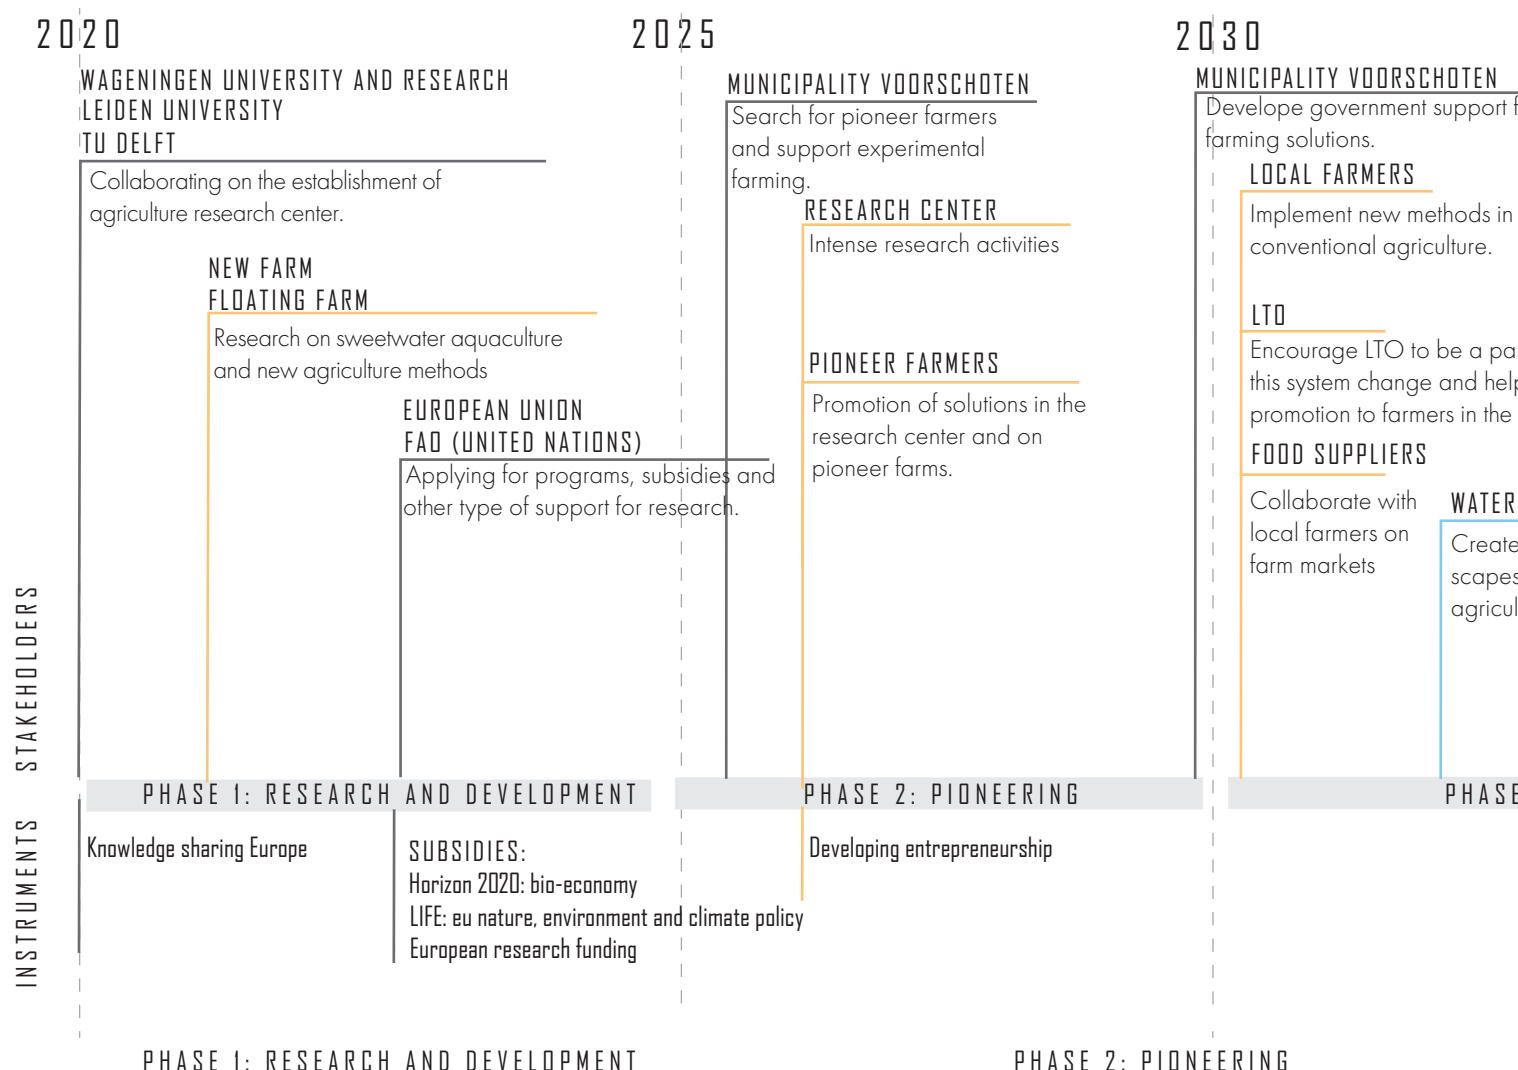 2020
WAGENINGEN UNIVERSITY AND RESEARCH
LEIDEN UNIVERSITY
TU DELFT
Collaborating on the establishment of
agriculture research center.
NEW FARM
FLOATING FARM
Research on sweetwater aquaculture
and new agriculture methods
EUROPEAN UNION
FAO (UNITED NATIONS)
Applying for programs, subsidies and
other type of support for research.
2025
MUNICIPALITY VOORSCHOTEN
Search for pioneer farmers
and support experimental
farming.
RESEARCH CENTER
Intense research activities
PIONEER FARMERS
Promotion of solutions in the
research center and on
pioneer farms.
2030
MUNICIPALITY VOORSCHOTEN
Develope government support
farming solutions.
LOCAL FARMERS
Implement new methods in
conventional agriculture.
LTO
Encourage LTO to be a
this system change and
promotion to farmers in the
FOOD SUPPLIERS
Collaborate with
local farmers on
farm markets
WATER
Create
scapes
STAKEHOLDERS
PHASE 1: RESEARCH AND DEVELOPMENT
PHASE 2: PIONEERING
PHASE
INSTRUMENTS
Knowledge sharing Europe
SUBSIDIES:
Horizon 2020: bio-economy
LIFE: eu nature, environment and climate policy
European research funding
Developing entrepreneurship
PHASE 1: RESEARCH AND DEVELOPMENT
PHASE 2: PIONEERING